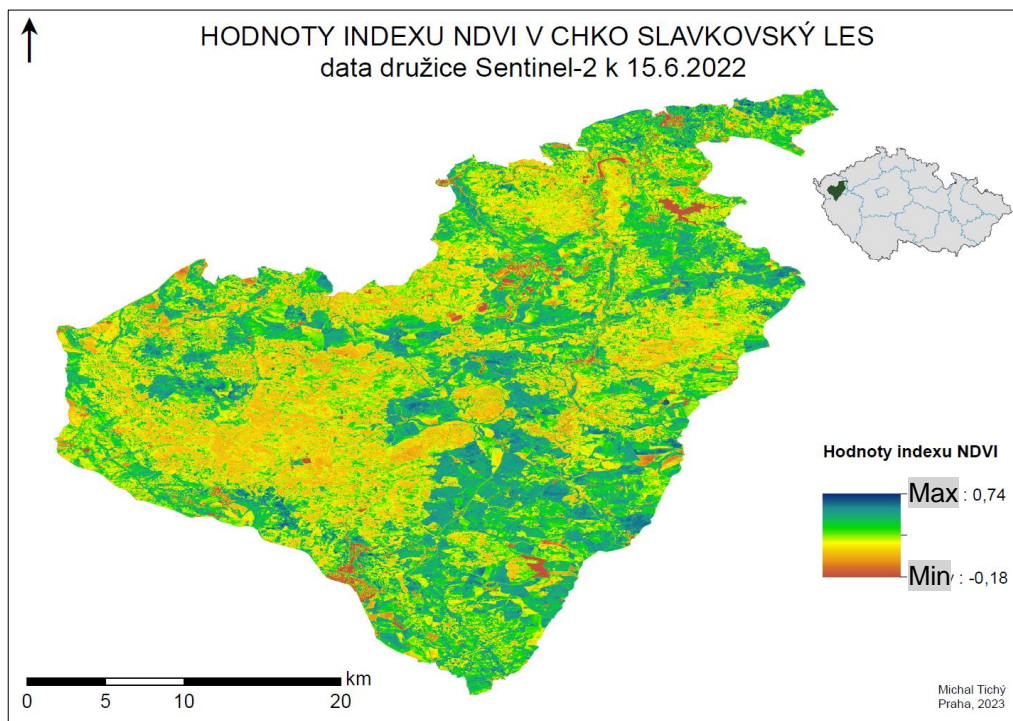 HODNOTY INDEXU NDVI V CHKO SLAVKOVSKÝ LES
data družice Sentinel-2 k 15.6.2022
Hodnoty indexu NDVI
Max : 0,74
Min : -0,18
km
0 5 10 20
Michal Tichý
Praha, 2023